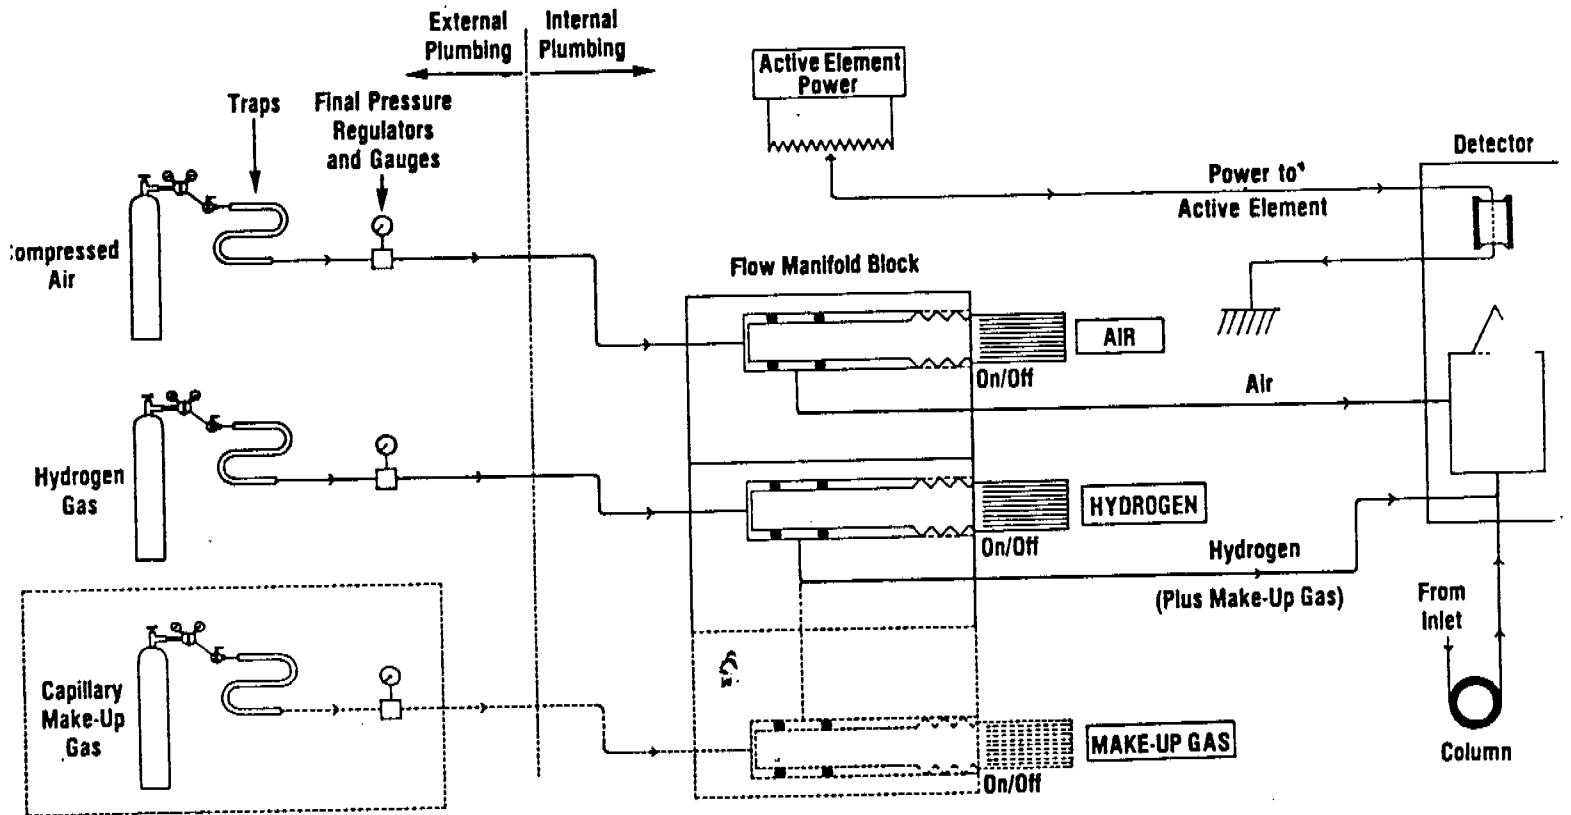 External
Plumbing
Internal
Plumbing
Active Element
Power
Traps
Final Pressure
Regulators
and Gauges
Detector
Power to
Active Element
Compressed
Air
Flow Manifold Block
AIR
On/Off
Air
Hydrogen
Gas
HYDROGEN
On/Off
Hydrogen
(Plus Make-Up Gas)
From
Inlet
Capillary
Make-Up
Gas
MAKE-UP GAS
On/Off
Column